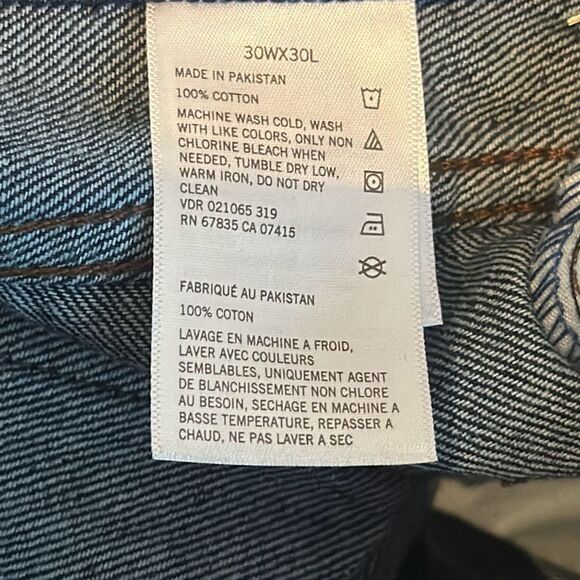 30WX30L
MADE IN PAKISTAN
100% COTTON
MACHINE WASH COLD, WASH
WITH LIKE COLORS, ONLY NON
CHLORINE BLEACH WHEN
NEEDED, TUMBLE DRY LOW,
WARM IRON, DO NOT DRY
CLEAN
VDR 021065 319
RN 67835 CA 07415
FABRIQUÉ AU PAKISTAN
100% COTON
LAVAGE EN MACHINE A FROID,
LAVER AVEC COULEURS
SEMBLABLES, UNIQUEMENT AGENT
DE BLANCHISSEMENT NON CHLORE
AU BESOIN, SECHAGE EN MACHINE A
BASSE TEMPERATURE, REPASSER A
CHAUD, NE PAS LAVER A SEC